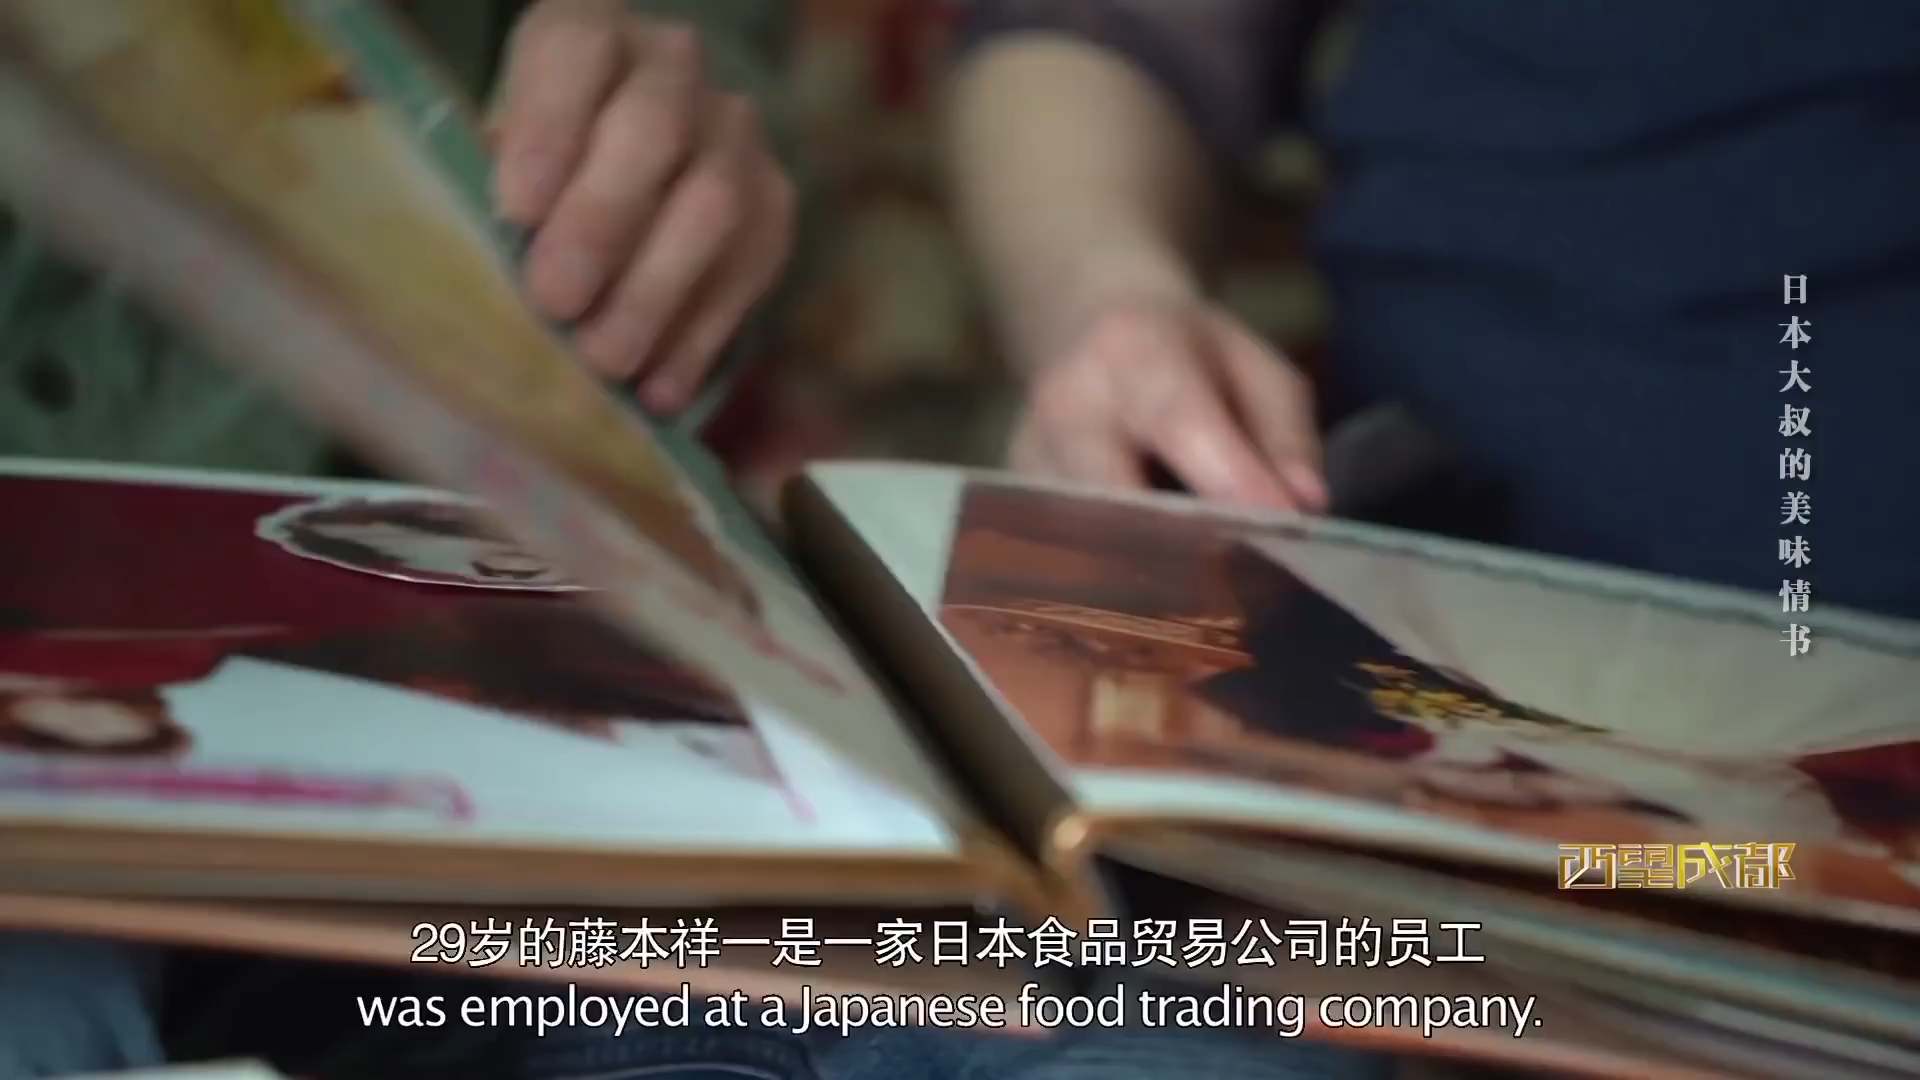 日本大叔的美味情书
西望成都
29岁的藤本祥一是一家日本食品贸易公司的员工
was employed at a Japanese food trading company.